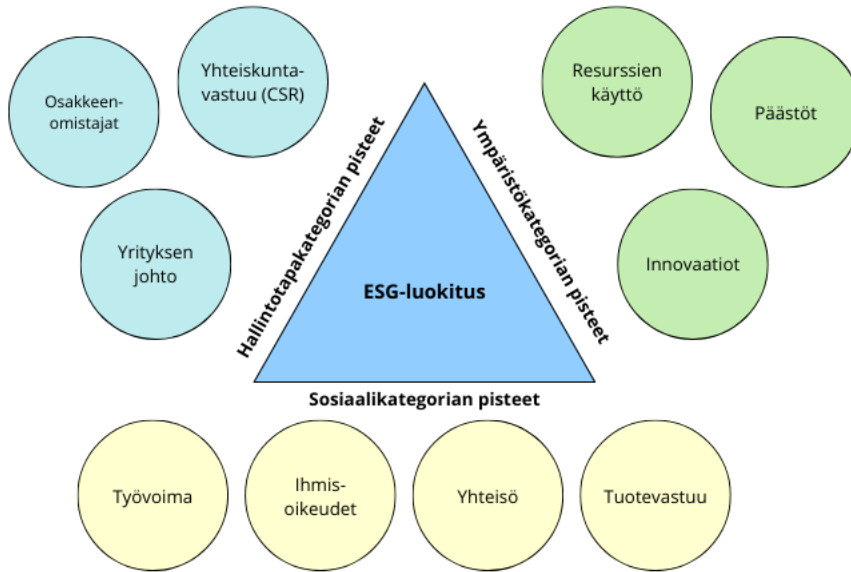 Osakkeen-
omistajat
Yhteiskunta-
vastuu (CSR)
Yrityksen
johto
Hallintotapakategorian pisteet
Resurssien
käyttö
Päästöt
Innovaatiot
Ympäristökategorian pisteet
ESG-luokitus
Sosiaalikategorian pisteet
Työvoima
Ihmis-
oikeudet
Yhteisö
Tuotevastuu